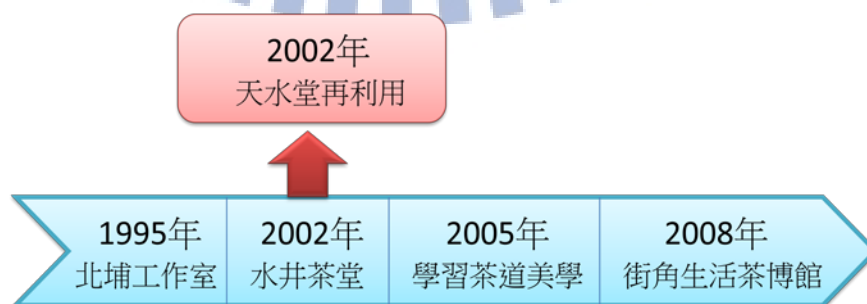 2002年
天水堂再利用
1995年
北埔工作室
2002年
水井茶堂
2005年
學習茶道美學
2008年
街角生活茶博館